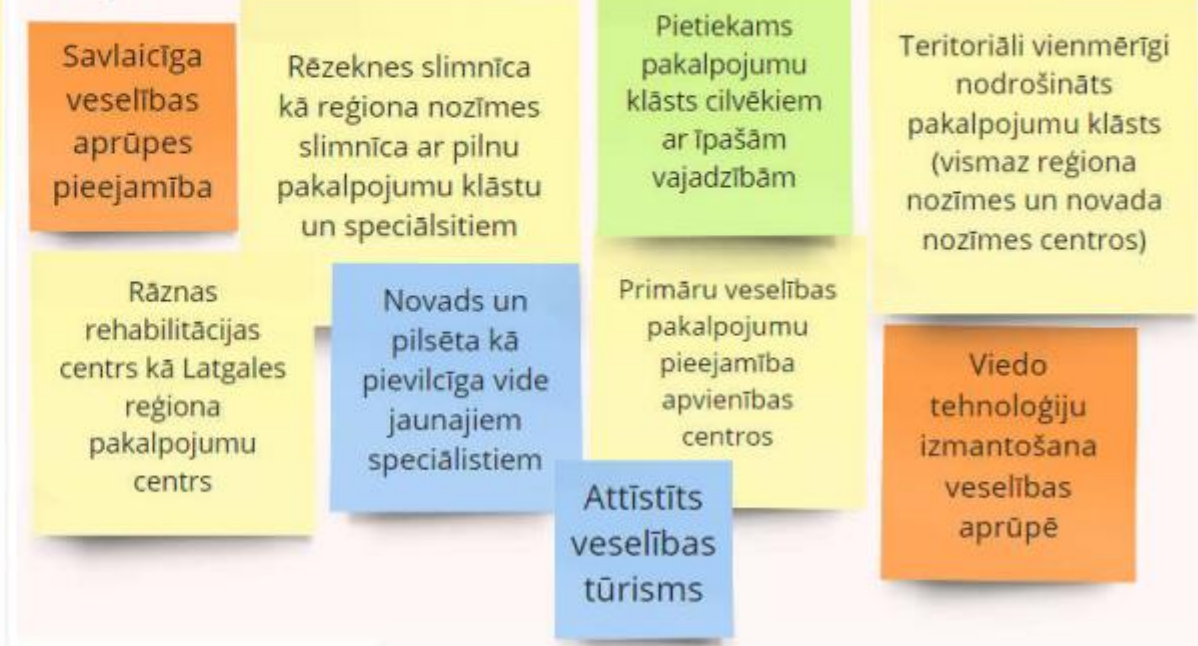 Savlaicīga
veselības
aprūpes
pieejamība
Rēzeknes slimnīca
kā reģiona nozīmes
slimnīca ar pilnu
pakalpojumu klāstu
un speciālsitiem
Pietiekams
pakalpojumu
klāsts cilvēkiem
ar īpašām
vajadzībām
Teritoriāli vienmērīgi
nodrošināts
pakalpojumu klāsts
(vismaz reģiona
nozīmes un novada
nozīmes centros)
Rāznas
rehabilitācijas
centrs kā Latgales
reģiona
pakalpojumu
centrs
Novads un
pilsēta kā
pievilcīga vide
jaunajiem
speciālistiem
Primāru veselības
pakalpojumu
pieejamība
apvienības
centros
Viedo
tehnoloģiju
izmantošana
veselības
aprūpē
Attīstīts
veselības
tūrisms